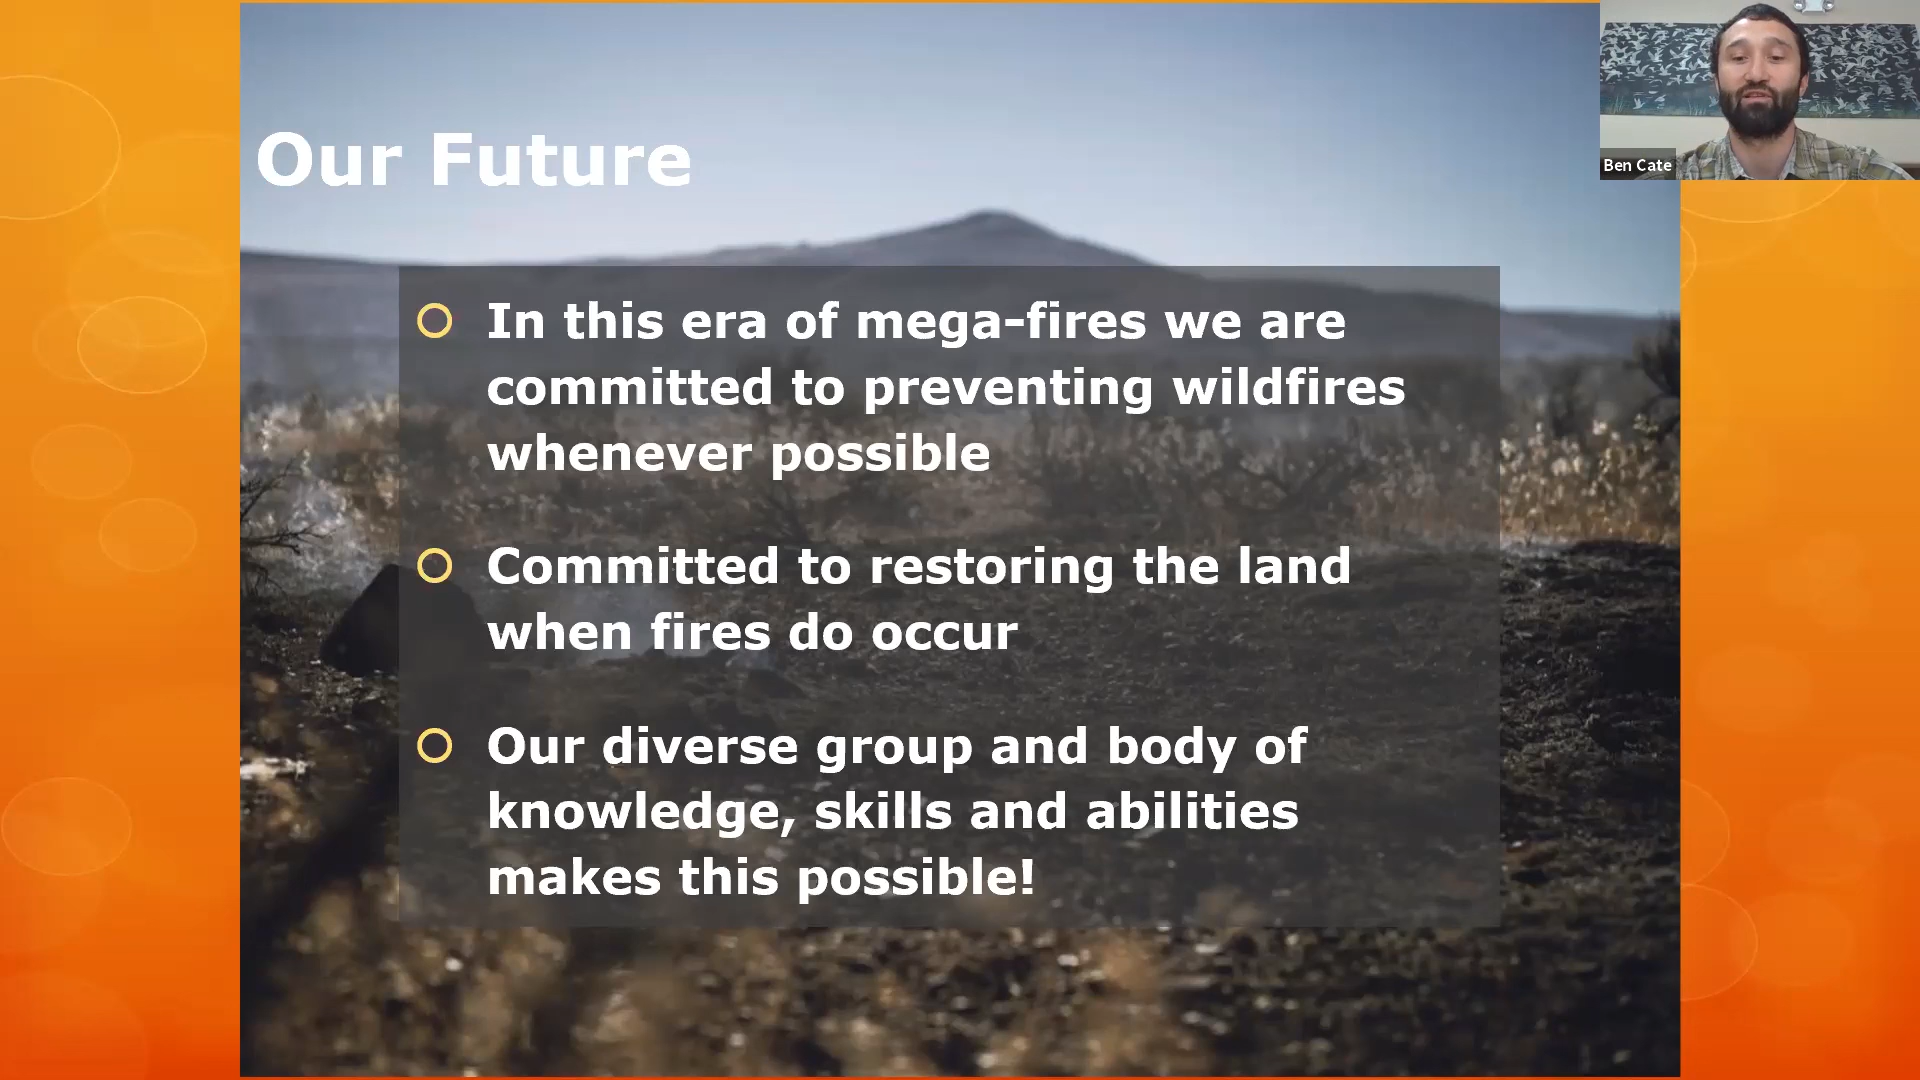 Our Future
Ben Cate
In this era of mega-fires we are
committed to preventing wildfires
whenever possible
Committed to restoring the land
when fires do occur
Our diverse group and body of
knowledge, skills and abilities
makes this possible!